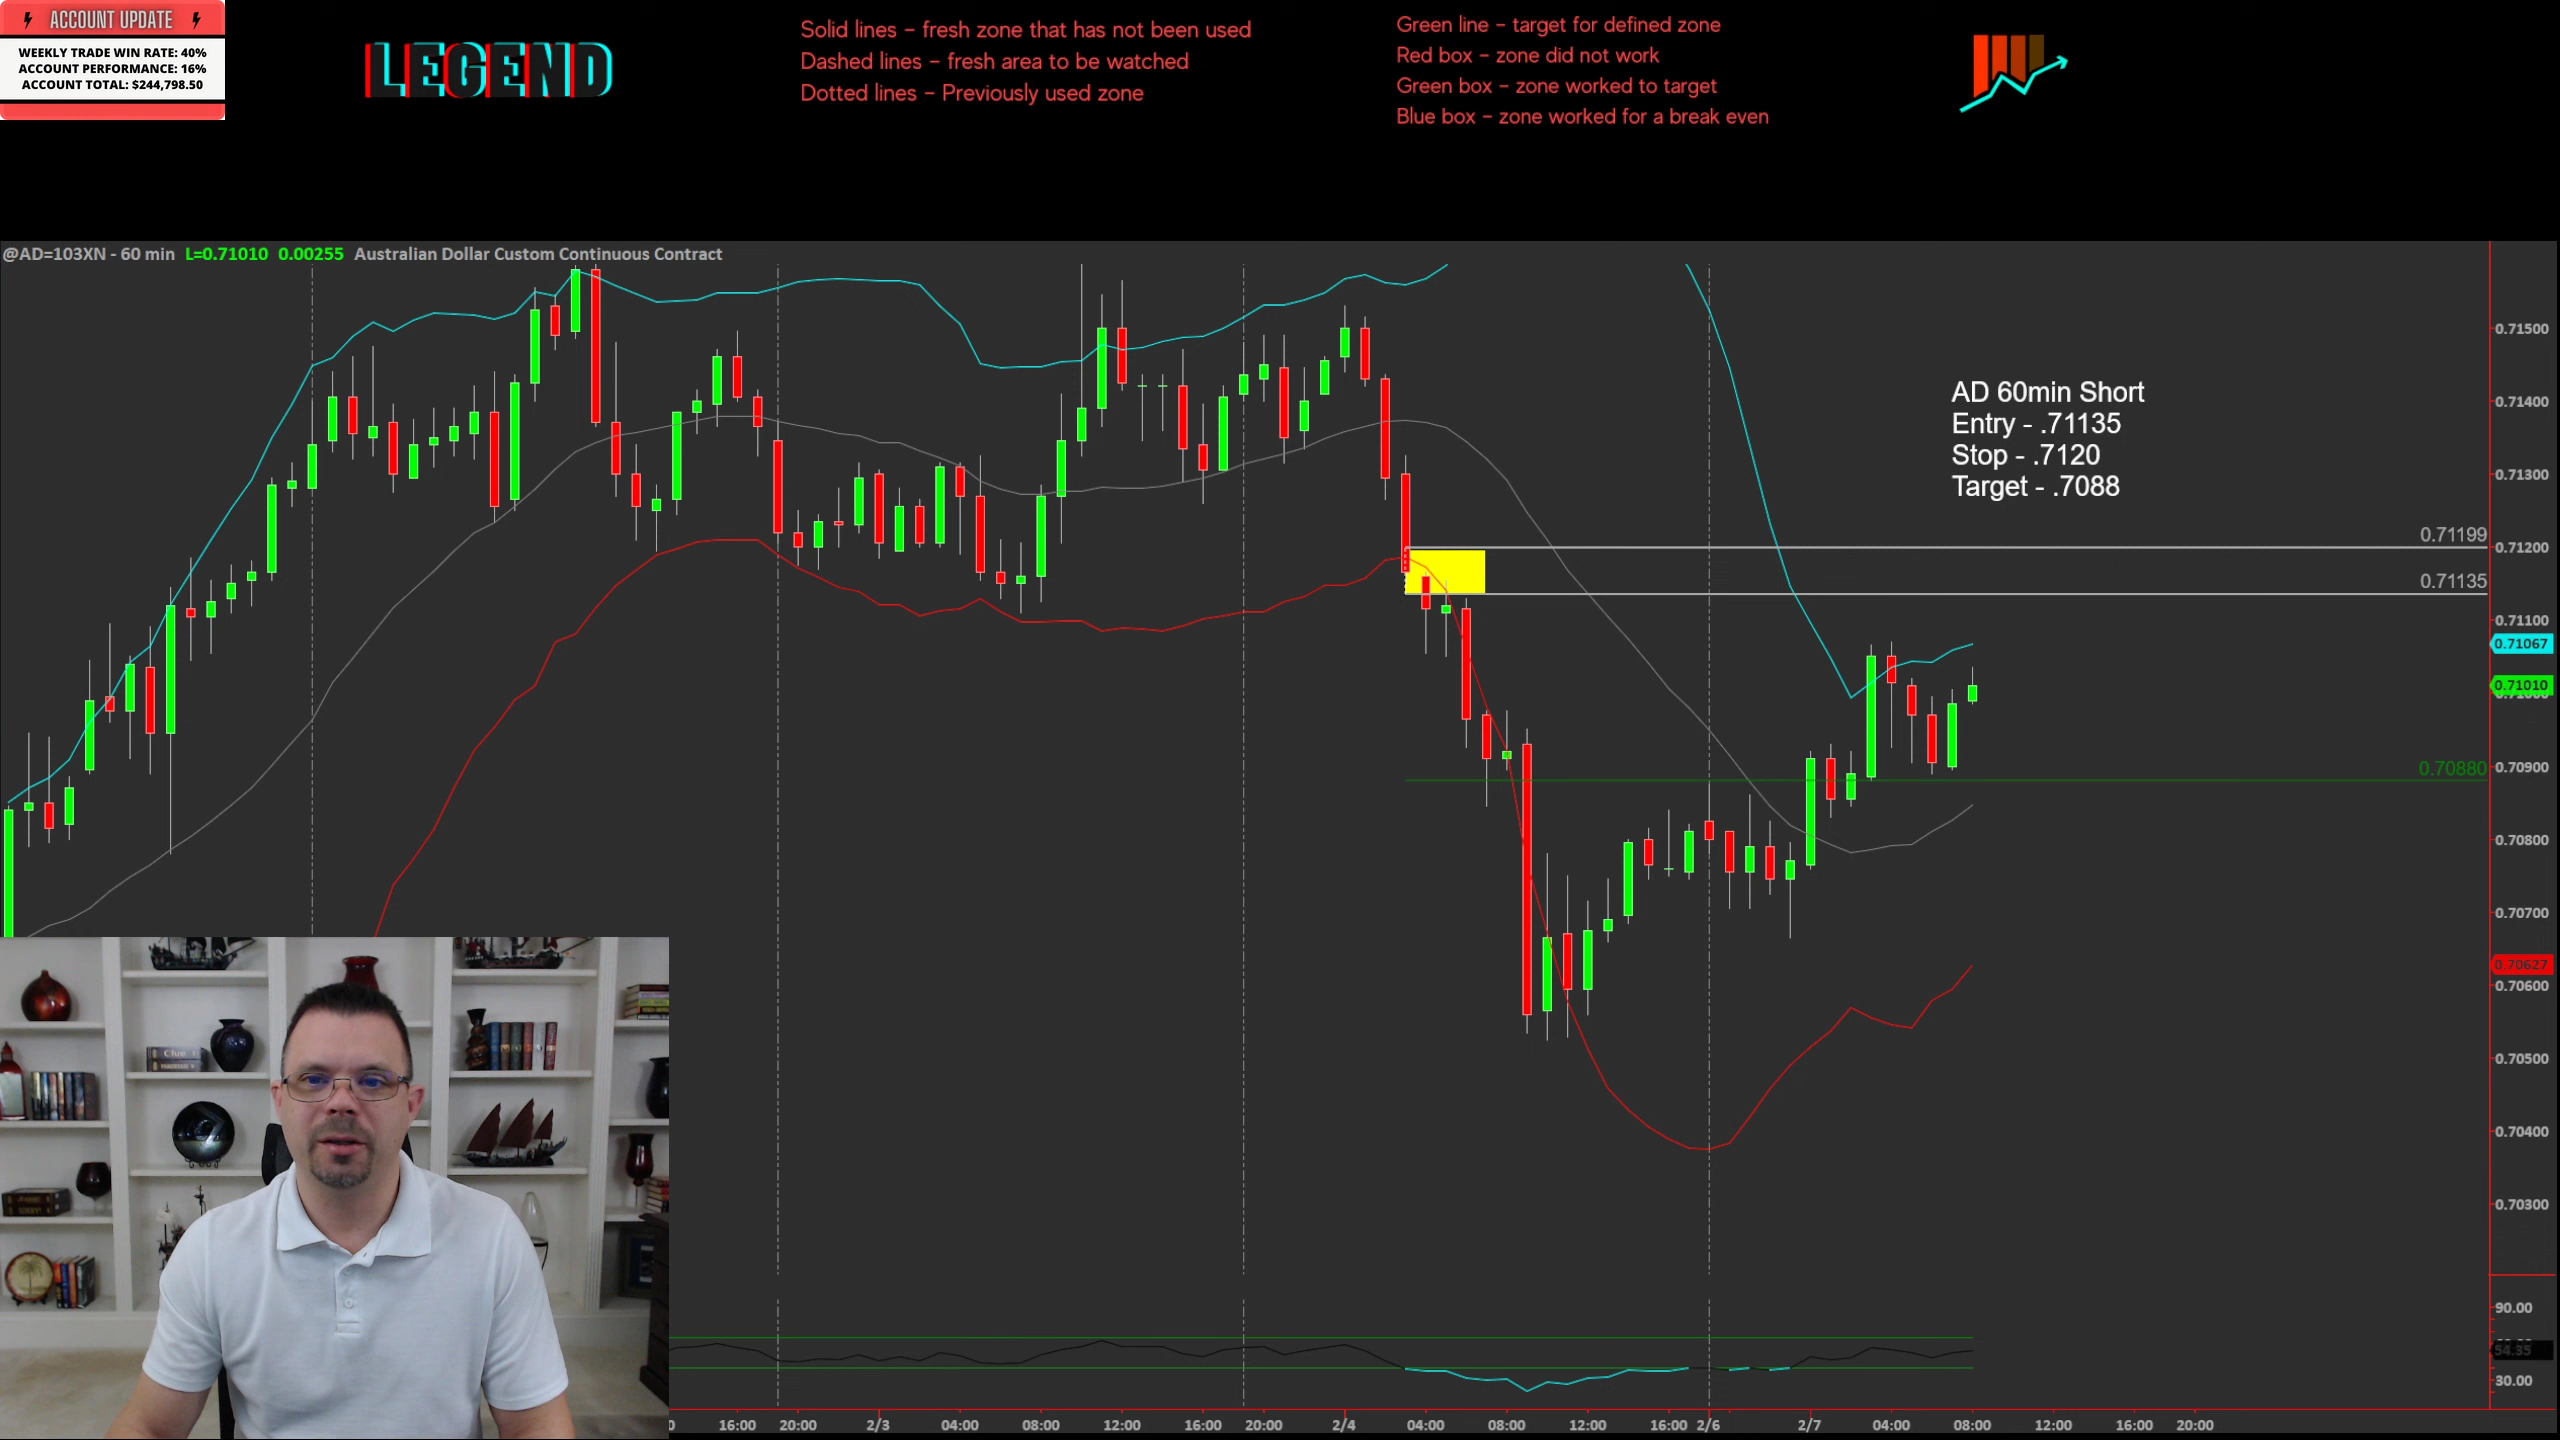 ACCOUNT UPDATE
WEEKLY TRADE WIN RATE: 40%
ACCOUNT PERFORMANCE: 16%
ACCOUNT TOTAL: $244,798.50
LEGEND
Solid lines – fresh zone that has not been used
Dashed lines – fresh area to be watched
Dotted lines – Previously used zone
Green line – target for defined zone
Red box – zone did not work
Green box – zone worked to target
Blue box – zone worked for a break even
@AD=103XN - 60 min L=0.71010 0.00255 Australian Dollar Custom Continuous Contract
AD 60min Short
Entry - .71135
Stop - .7120
Target - .7088
0.71199
0.71135
0.70880
0.71500
0.71400
0.71300
0.71200
0.71100
0.71067
0.71010
0.70900
0.70800
0.70700
0.70627
0.70600
0.70500
0.70400
0.70300
90.00
54.35
30.00
Clue
16:00 20:00 2/3 04:00 08:00 12:00 16:00 20:00 2/4 04:00 08:00 12:00 16:00 2/6 2/7 04:00 08:00 12:00 16:00 20:00